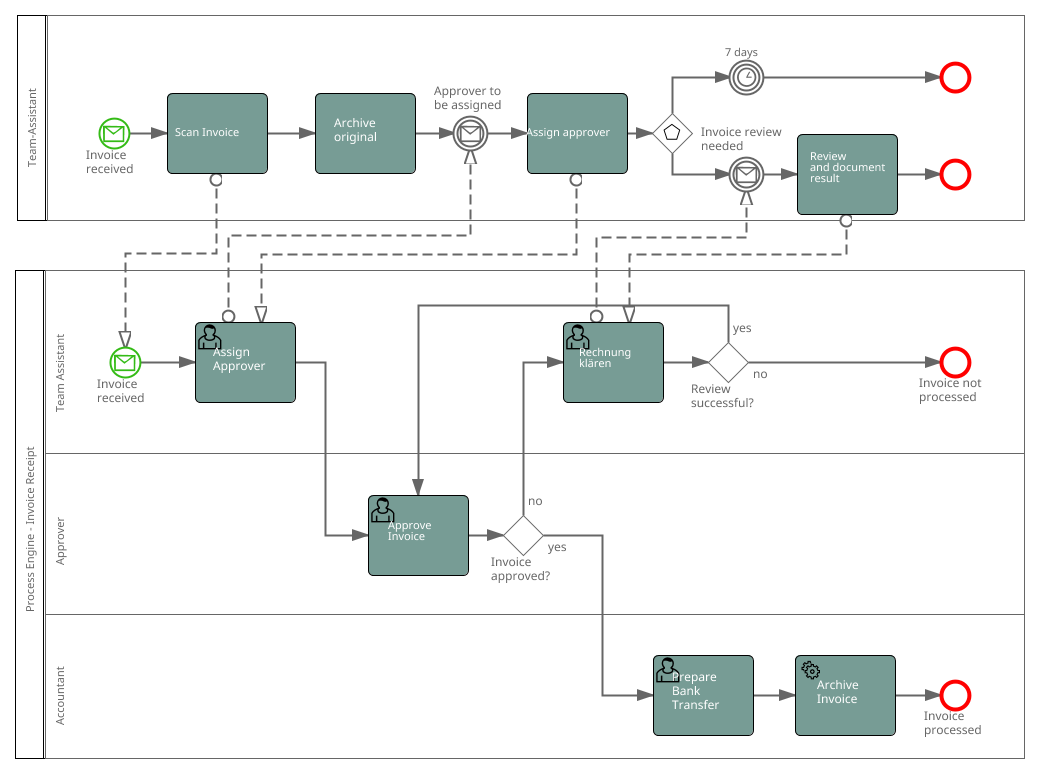 Team-Assistant
Invoice
received
Scan Invoice
Archive
original
Approver to
be assigned
Assign approver
7 days
Invoice review
needed
Review
and document
result
Process Engine - Invoice Receipt
Team Assistant
Invoice
received
Assign
Approver
Rechnung
klären
yes
no
Review
successful?
Invoice not
processed
Approver
Approve
Invoice
no
yes
Invoice
approved?
Accountant
Prepare
Bank
Transfer
Archive
Invoice
Invoice
processed